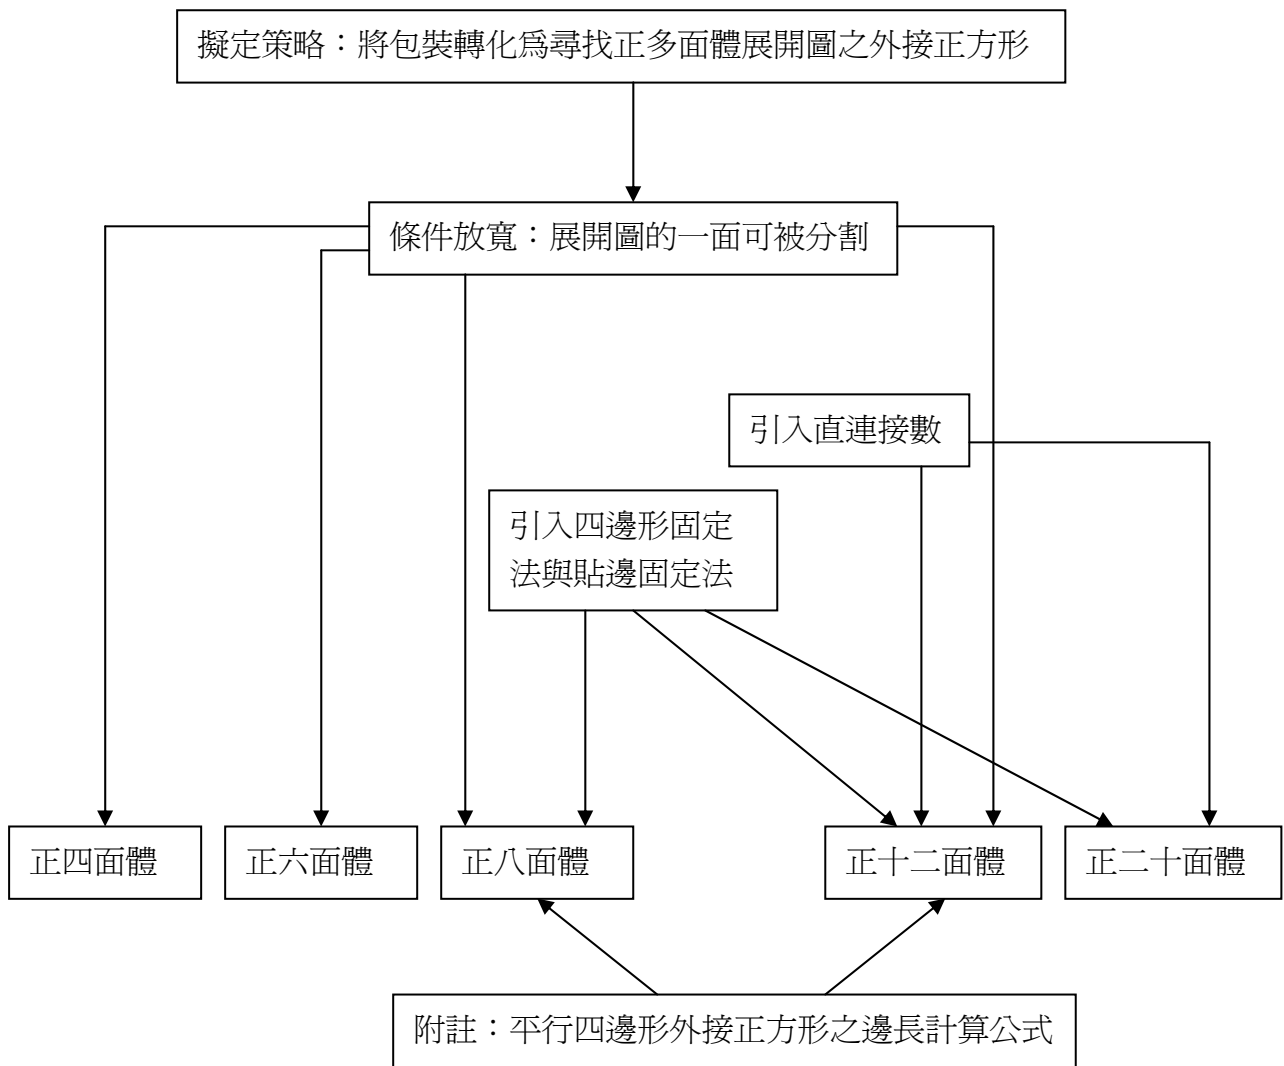 擬定策略：將包裝轉化為尋找正多面體展開圖之外接正方形
條件放寬：展開圖的一面可被分割
引入直連接數
引入四邊形固定
法與貼邊固定法
正四面體
正六面體
正八面體
正十二面體
正二十面體
附註：平行四邊形外接正方形之邊長計算公式